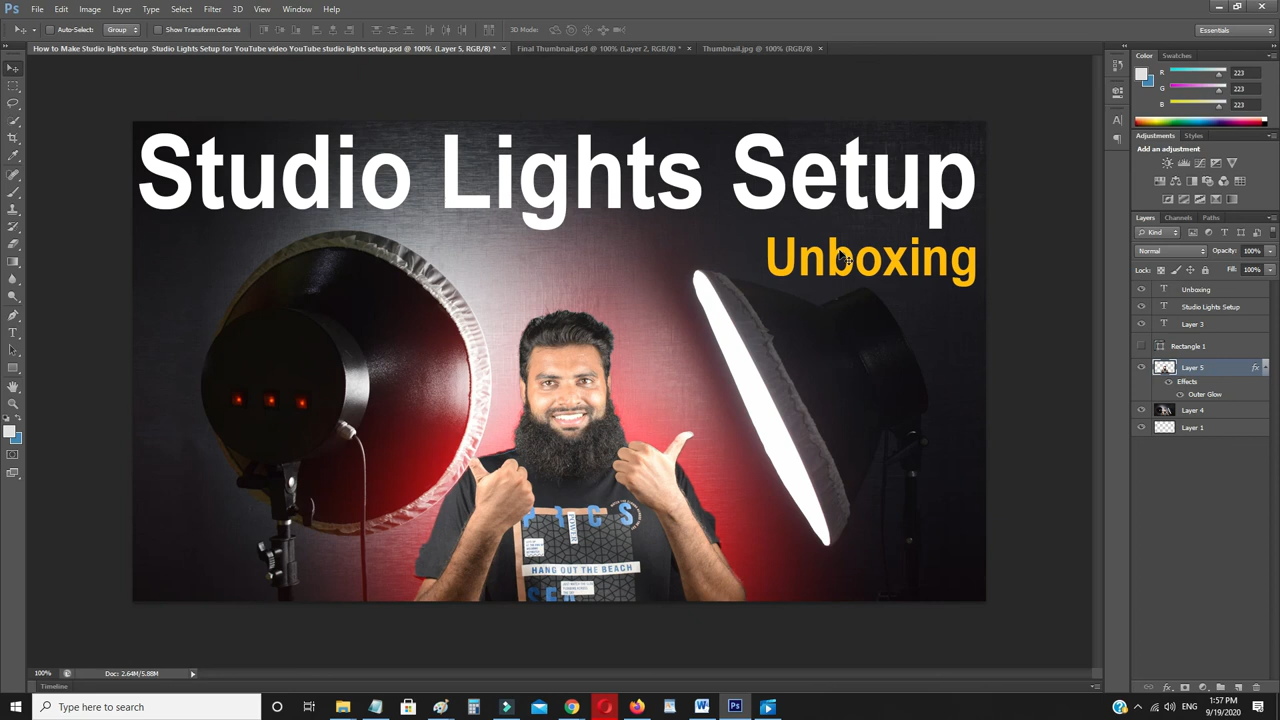 Ps File Edit Image Layer Type Select Filter 3D View Window Help
Auto-Select: Group Show Transform Controls 3D Mode: Essentials
How to Make Studio lights setup Studio Lights Setup for YouTube video YouTube studio lights setup.psd @ 100% (Layer 5, RGB/8) * × Final Thumbnail.psd @ 100% (Layer 2, RGB/8) * × Thumbnail.jpg @ 100% (RGB/8) ×
Color Swatches
R 223
G 223
B 223
Adjustments Styles
Add an adjustment
Studio Lights Setup
Unboxing
Layers Channels Paths
Kind
Normal Opacity: 100%
Lock: Fill: 100%
T Unboxing
T Studio Lights Setup
T Layer 3
Rectangle 1
Layer 5 fx
Effects
Outer Glow
Layer 4
Layer 1
POWER
HANG OUT THE BEACH
100% Doc: 2.64M/5.88M
Timeline
Type here to search
ENG
1:57 PM
9/19/2020